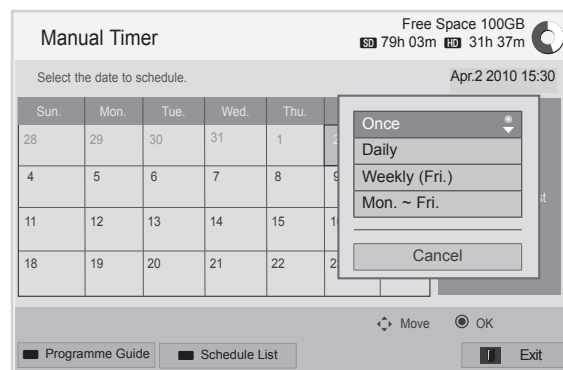 Manual Timer
Free Space 100GB
SD 79h 03m HD 31h 37m
Select the date to schedule.
Apr.2 2010 15:30
Sun. Mon. Tue. Wed. Thu.
28 29 30 31 1 2
4 5 6 7 8 9
11 12 13 14 15
18 19 20 21 22
Once
Daily
Weekly (Fri.)
Mon. ~ Fri.
Cancel
Move OK
Programme Guide Schedule List Exit